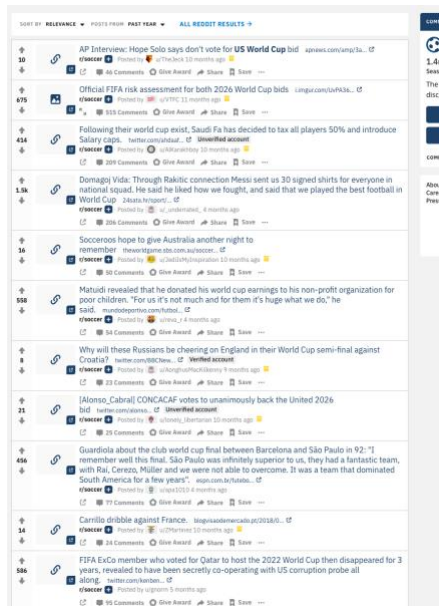 SORT BY RELEVANCE POSTS FROM PAST YEAR ALL REDDIT RESULTS →
COM
AP Interview: Hope Solo says don't vote for US World Cup bid apnews.com/amp/3a...
10
r/soccer Posted by u/TheJeck 10 months ago
46 Comments Give Award Share Save ...
1.4
Seas
The
disc
Official FIFA risk assessment for both 2026 World Cup bids i.imgur.com/UvPA36...
675
r/soccer Posted by u/VTFC 11 months ago
515 Comments Give Award Share Save ...
Following their world cup exist, Saudi Fa has decided to tax all players 50% and introduce
414
Salary caps. Unverified account
r/soccer Posted by 10 months ago
209 Comments Give Award Share Save ...
COM
Domagoj Vida: Through Rakitic connection Messi sent us 30 signed shirts for everyone in
1.5k
national squad. He said he liked how we fought, and said that we played the best football in
World Cup 24sata.hr/sport/...
r/soccer Posted by u/_underrated_ 4 months ago
206 Comments Give Award Share Save ...
Abou
Care
Pres
Socceroos hope to give Australia another night to
16
remember theworldgame.sbs.com.au/soccer...
r/soccer Posted by 10 months ago
50 Comments Give Award Share Save ...
Matuidi revealed that he donated his world cup earnings to his non-profit organization for
558
poor children. "For us it's not much and for them it's huge what we do," he
said. mundodeportivo.com/futbol...
r/soccer Posted by u/reva_r 4 months ago
54 Comments Give Award Share Save ...
Why will these Russians be cheering on England in their World Cup semi-final against
8
Croatia? twitter.com/BBCNew... Verified account
r/soccer Posted by u/AonghusMacKilkenny 9 months ago
23 Comments Give Award Share Save ...
[Alonso_Cabral] CONCACAF votes to unanimously back the United 2026
21
bid twitter.com/alonso... Unverified account
r/soccer Posted by u/lonely_libertarian 10 months ago
25 Comments Give Award Share Save ...
Guardiola about the club world cup final between Barcelona and São Paulo in 92: "I
456
remember well this final. São Paulo was infinitely superior to us, they had a fantastic team,
with Raí, Cerezo, Müller and we were not able to overcome. It was a team that dominated
South America for a few years". espn.com.br/futebo...
r/soccer Posted by 4 months ago
77 Comments Give Award Share Save ...
Carrillo dribble against France. blogvisaodemercado.pt/2018/0...
14
r/soccer Posted by u/ZMartinez 10 months ago
24 Comments Give Award Share Save ...
FIFA ExCo member who voted for Qatar to host the 2022 World Cup then disappeared for 3
586
years, revealed to have been secretly co-operating with US corruption probe all
along. twitter.com/kenben...
r/soccer Posted by u/gnorrn 5 months ago
95 Comments Give Award Share Save ...